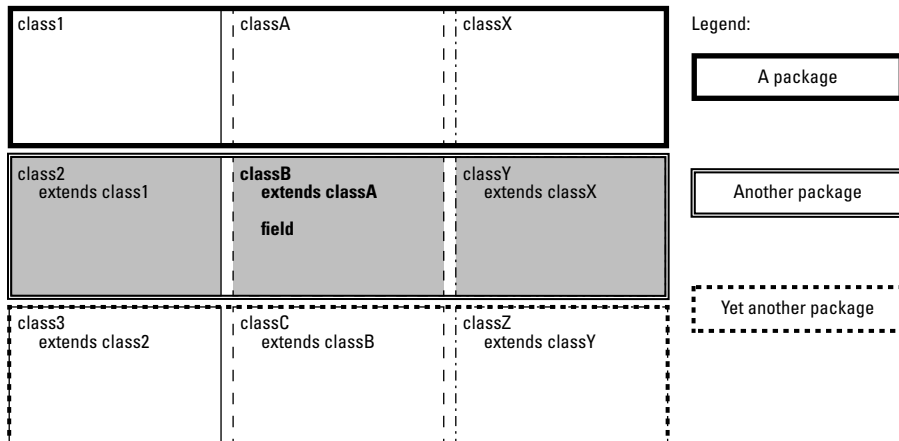 class1
classA
classX
Legend:
A package
class2
extends class1
classB
extends classA
field
classY
extends classX
Another package
class3
extends class2
classC
extends classB
classZ
extends classY
Yet another package